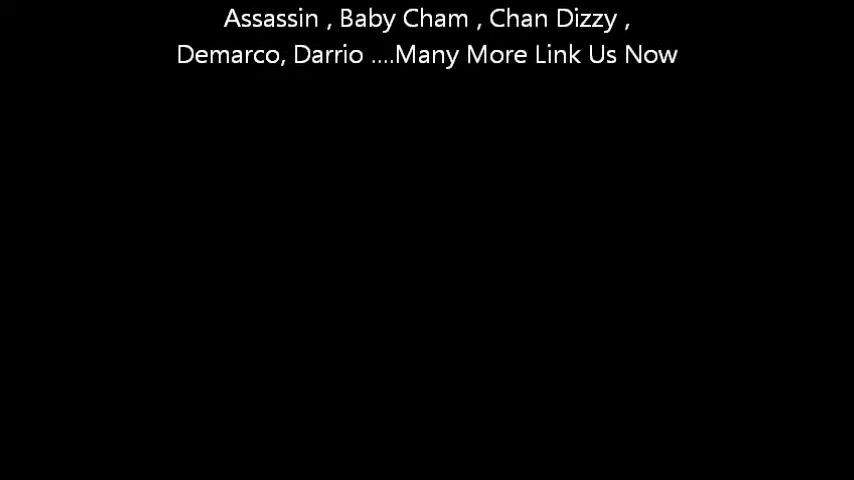 Assassin , Baby Cham , Chan Dizzy ,
Demarco, Darrio ....Many More Link Us Now